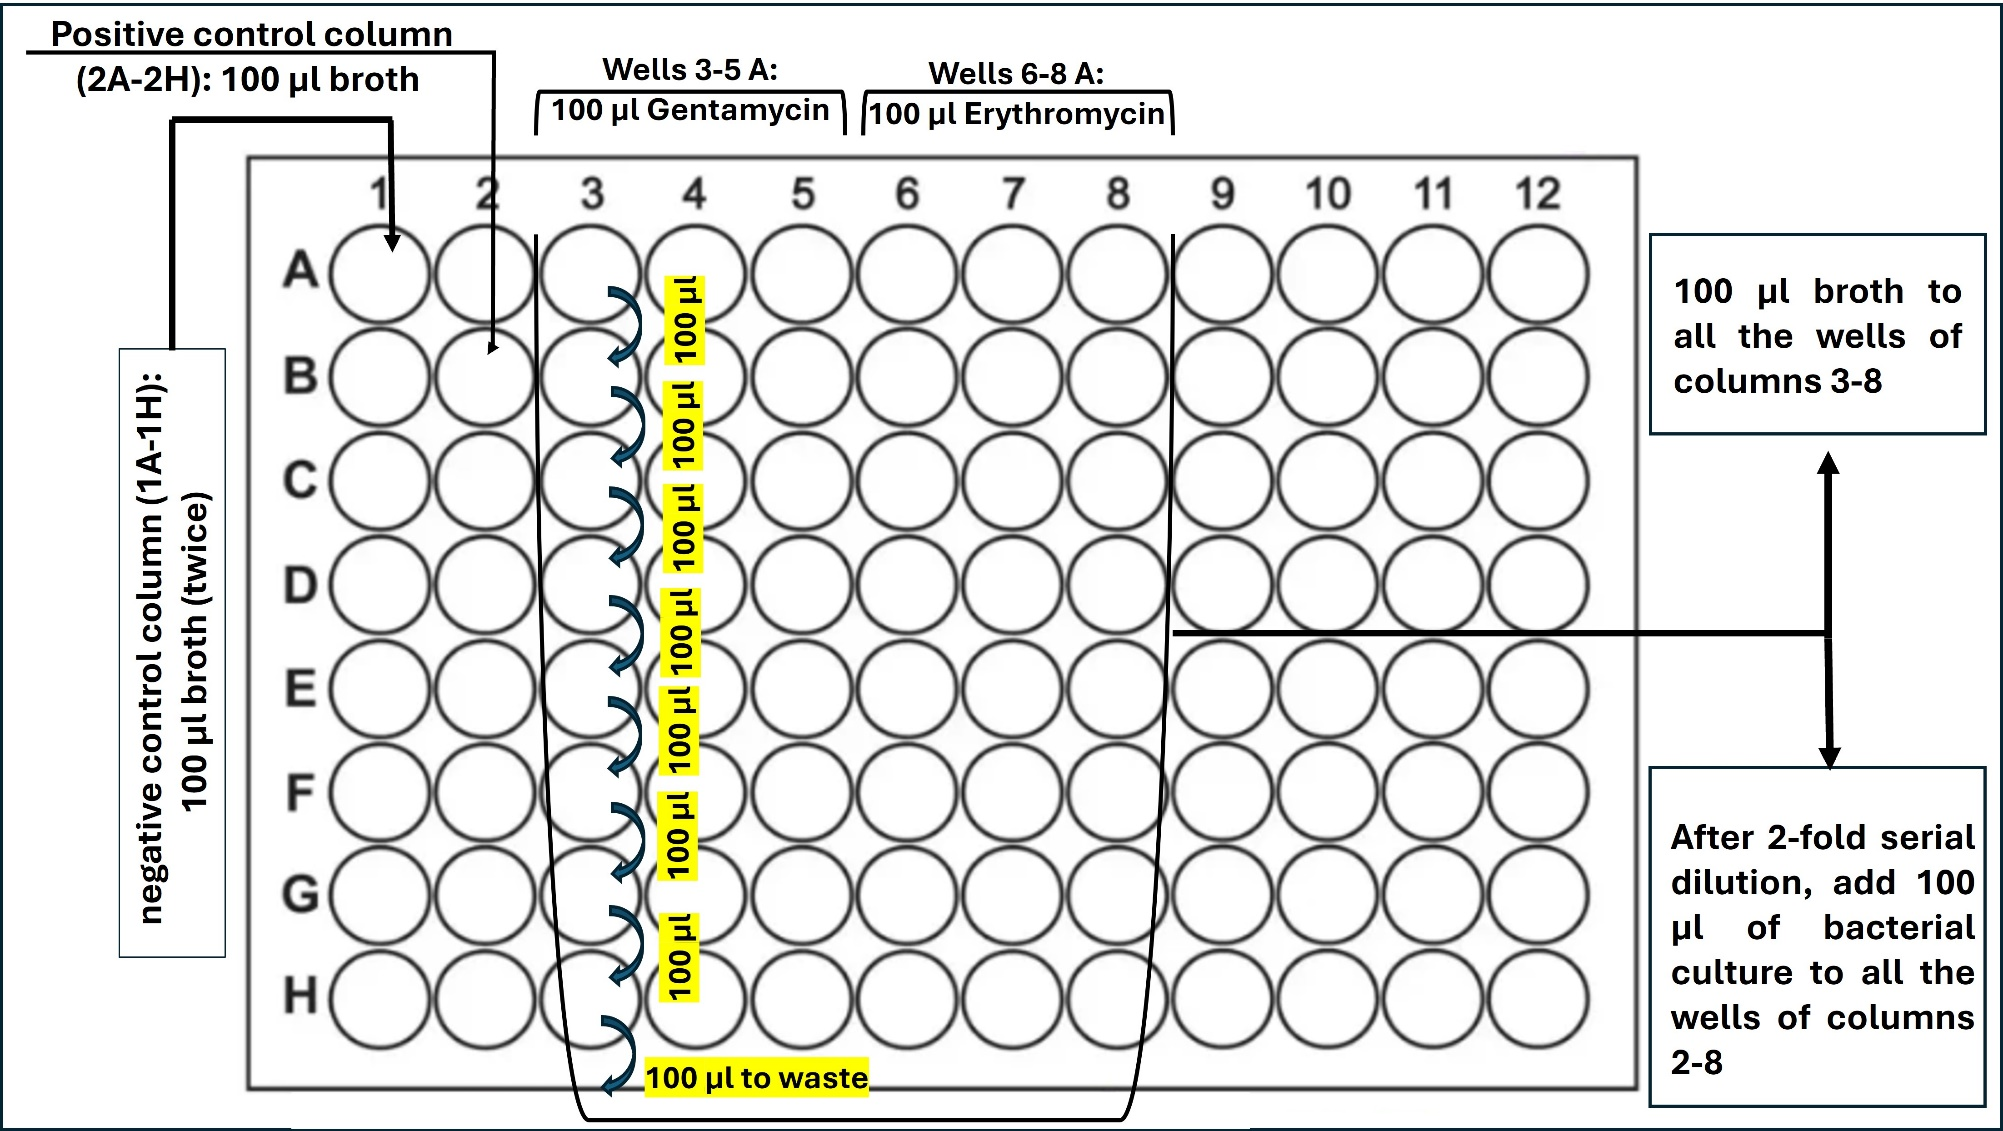 Positive control column
(2A-2H): 100 µl broth
Wells 3-5 A:
100 µl Gentamycin
Wells 6-8 A:
100 µl Erythromycin
negative control column (1A-1H):
100 µl broth (twice)
1 2 3 4 5 6 7 8 9 10 11 12
A
100 µl
B
100 µl
C
100 µl
D
100 µl
E
100 µl
F
100 µl
G
100 µl
H
100 µl to waste
100 µl broth to
all the wells of
columns 3-8
After 2-fold serial
dilution, add 100
µl of bacterial
culture to all the
wells of columns
2-8